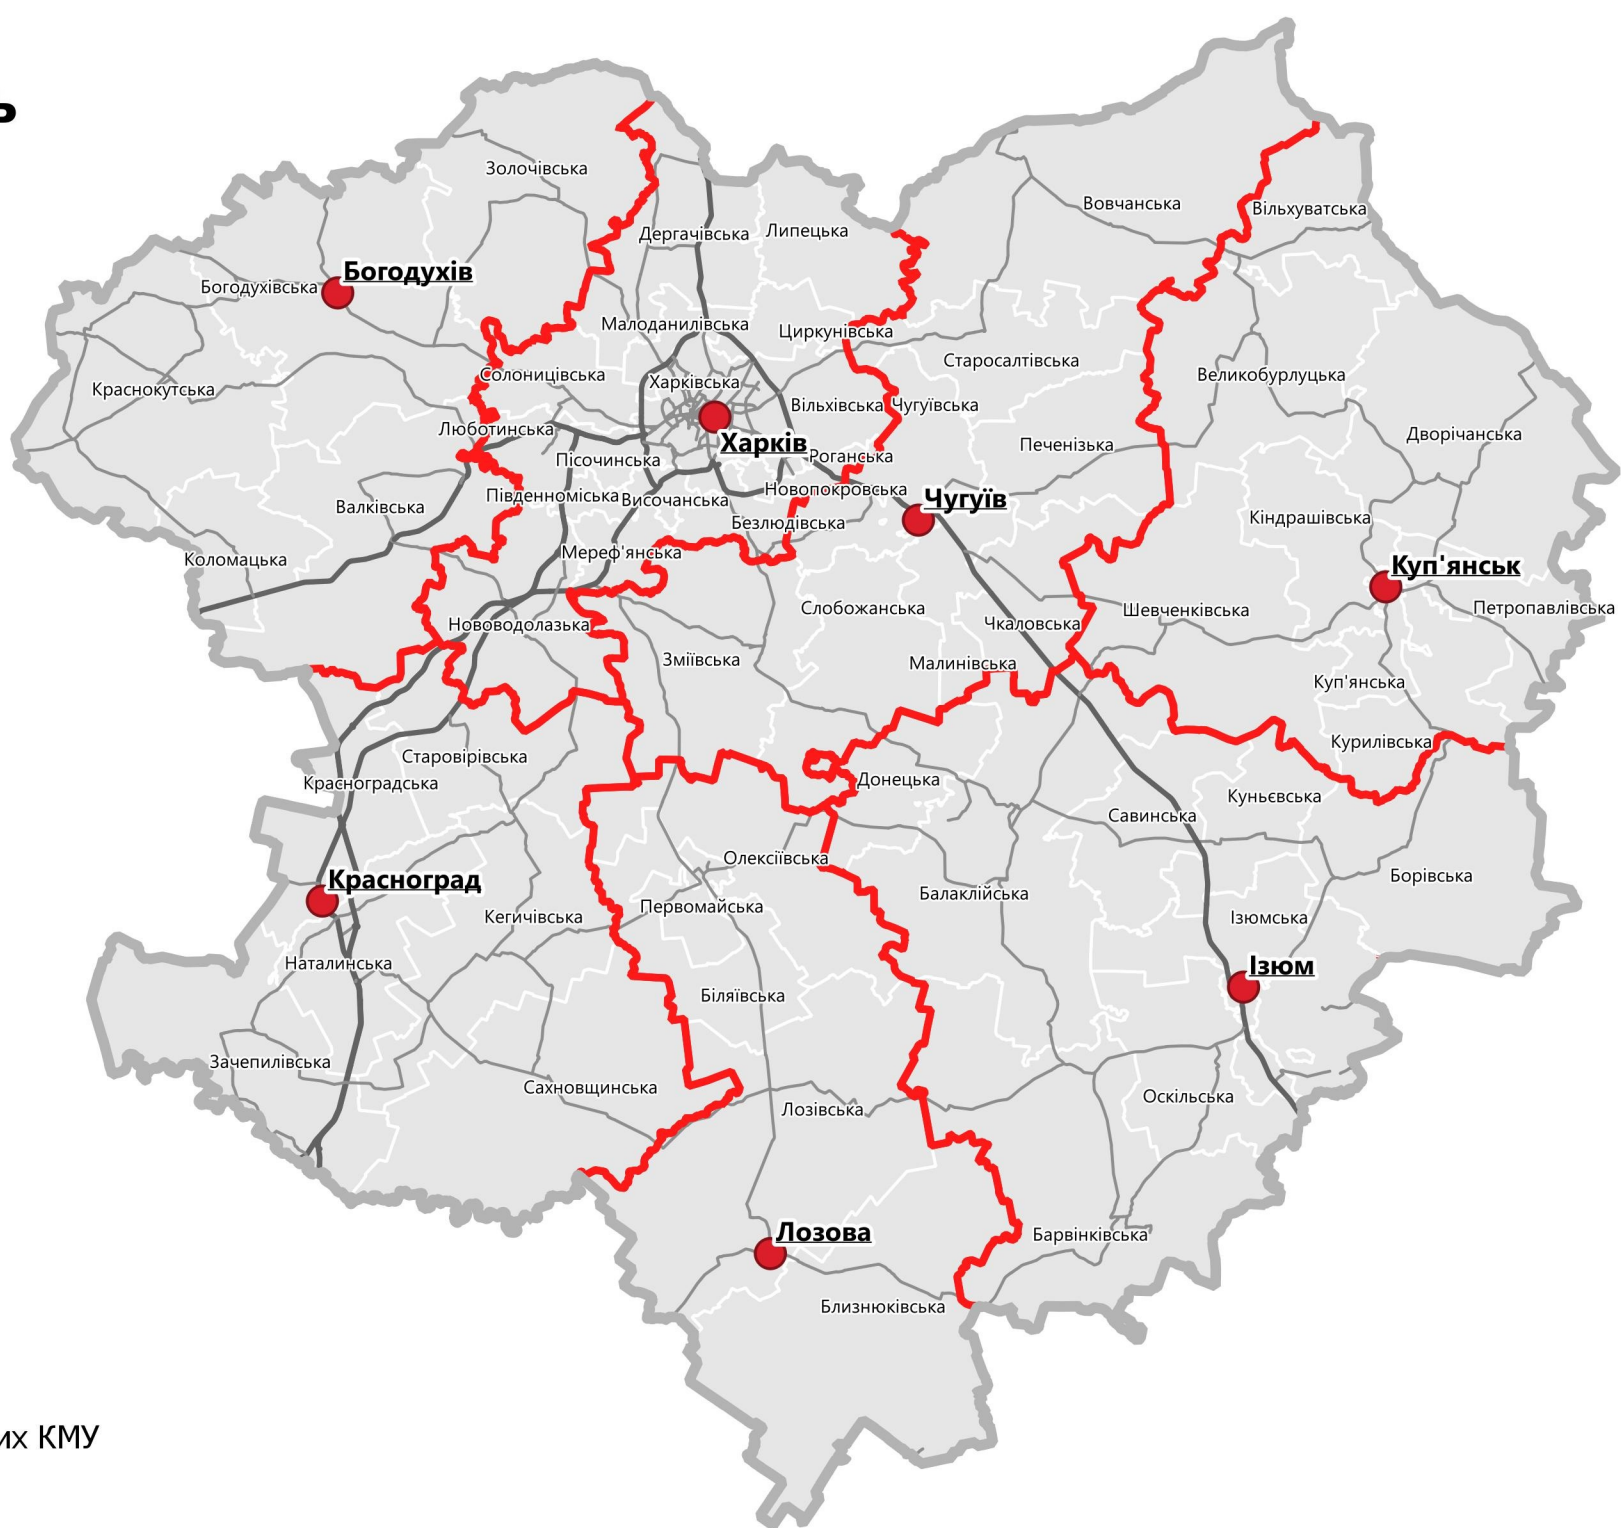 ь
Золочівська
Вовчанська
Вільхуватська
Дергачівська
Липецька
Богодухів
Богодухівська
Малоданилівська
Циркунівська
Старосалтівська
Солоницівська
Харківська
Великобурлуцька
Краснокутська
Вільхівська
Чугуївська
Люботинська
Харків
Дворічанська
Печенізька
Пісочинська
Роганська
Південноміська
Височанська
Новопокровська
Чугуїв
Валківська
Безлюдівська
Кіндрашівська
Коломацька
Мереф'янська
Куп'янськ
Слобожанська
Шевченківська
Петропавлівська
Нововодолазька
Чкаловська
Зміївська
Малинівська
Куп'янська
Старовірівська
Курилівська
Красноградська
Донецька
Куньєвська
Савинська
Олексіївська
Красноград
Балаклійська
Борівська
Кегичівська
Первомайська
Ізюмська
Наталинська
Ізюм
Біляївська
Зачепилівська
Сахновщинська
Лозівська
Оскільська
Лозова
Барвінківська
Близнюківська
их КМУ